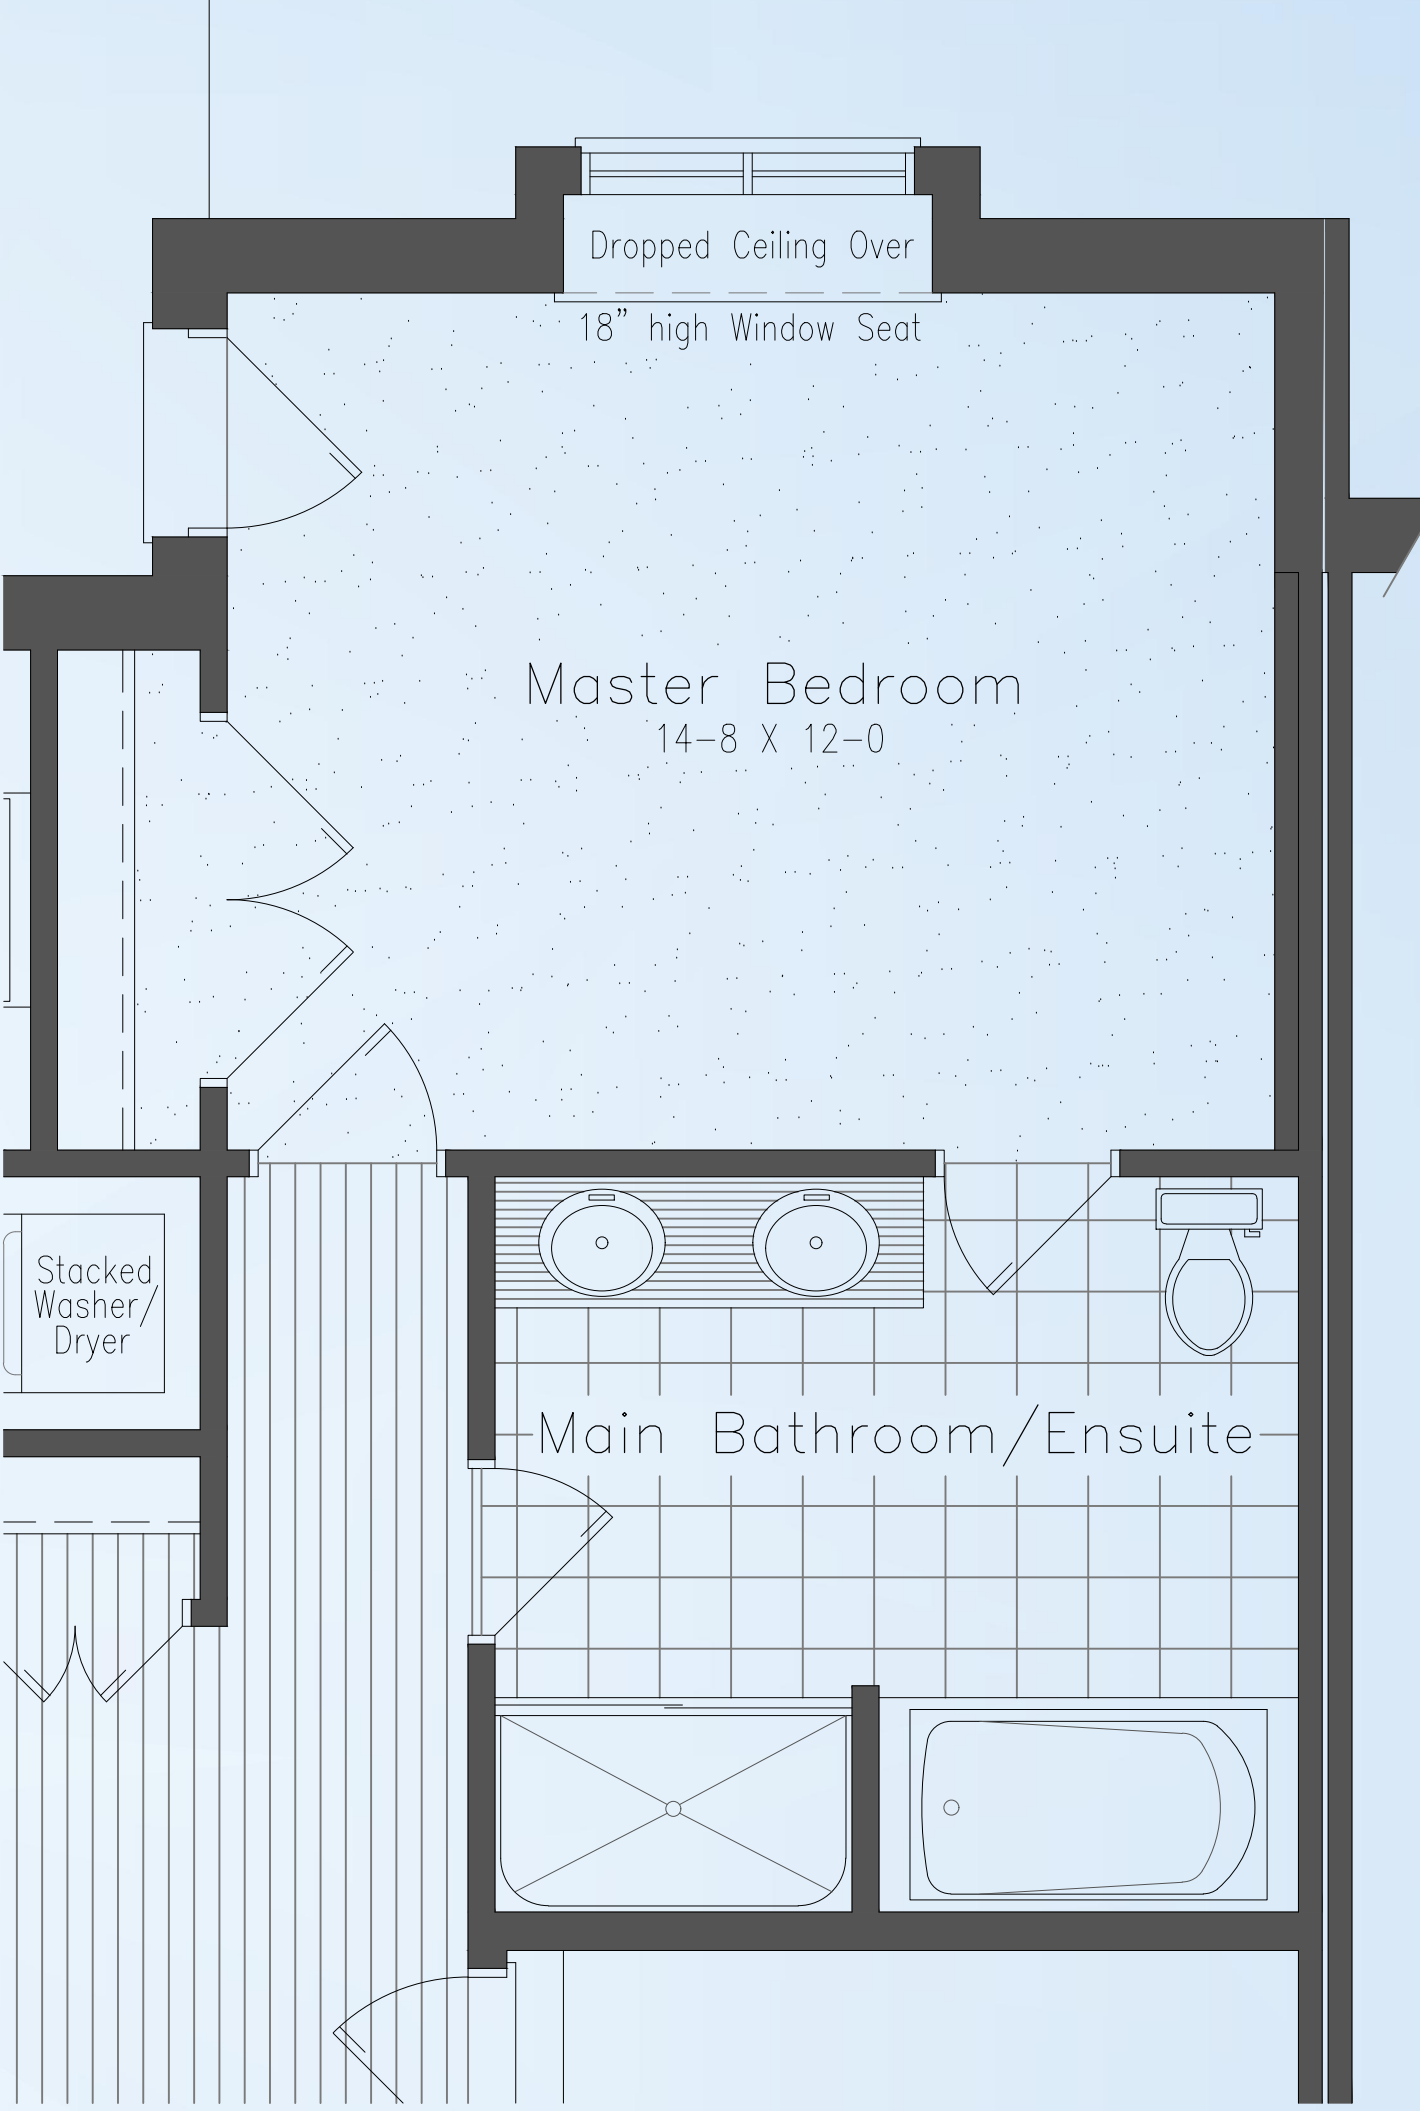 Dropped Ceiling Over
18” high Window Seat
Master Bedroom
14-8 X 12-0
Stacked
Washer/
Dryer
Main Bathroom/Ensuite